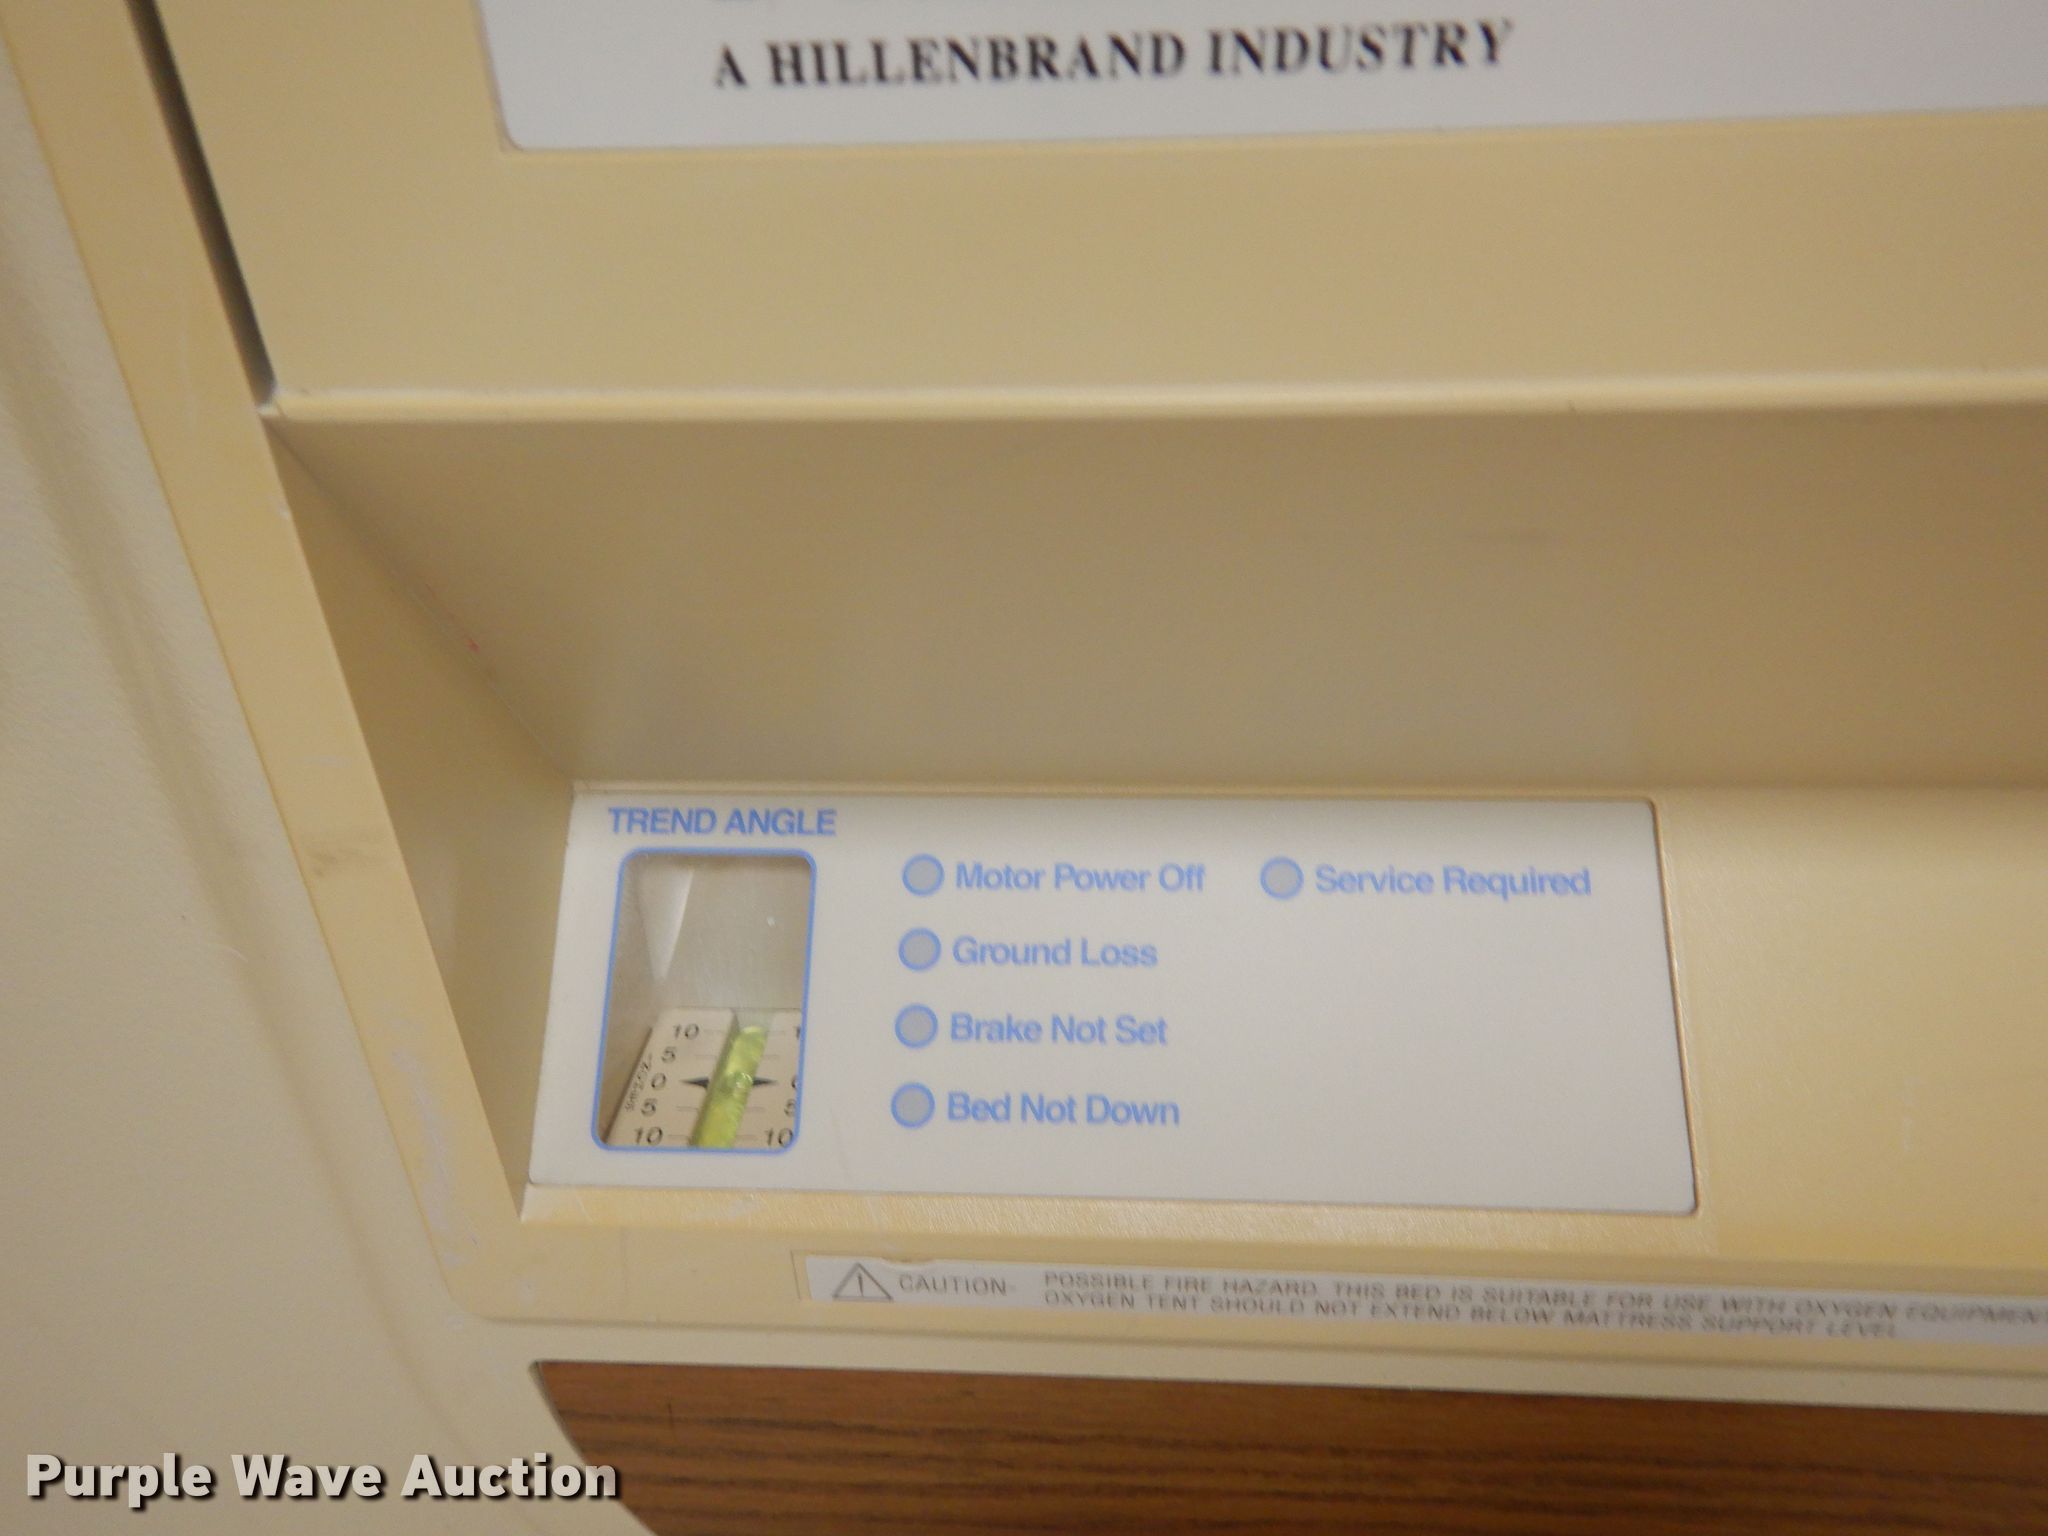 A HILLENBRAND INDUSTRY
TREND ANGLE
Motor Power Off
Service Required
Ground Loss
Brake Not Set
Bed Not Down
10
5
0
5
10 10
CAUTION- POSSIBLE FIRE HAZARD. THIS BED IS SUITABLE FOR USE WITH OXYGEN EQUIPMENT
OXYGEN TENT SHOULD NOT EXTEND BELOW MATTRESS SUPPORT LEVEL
Purple Wave Auction